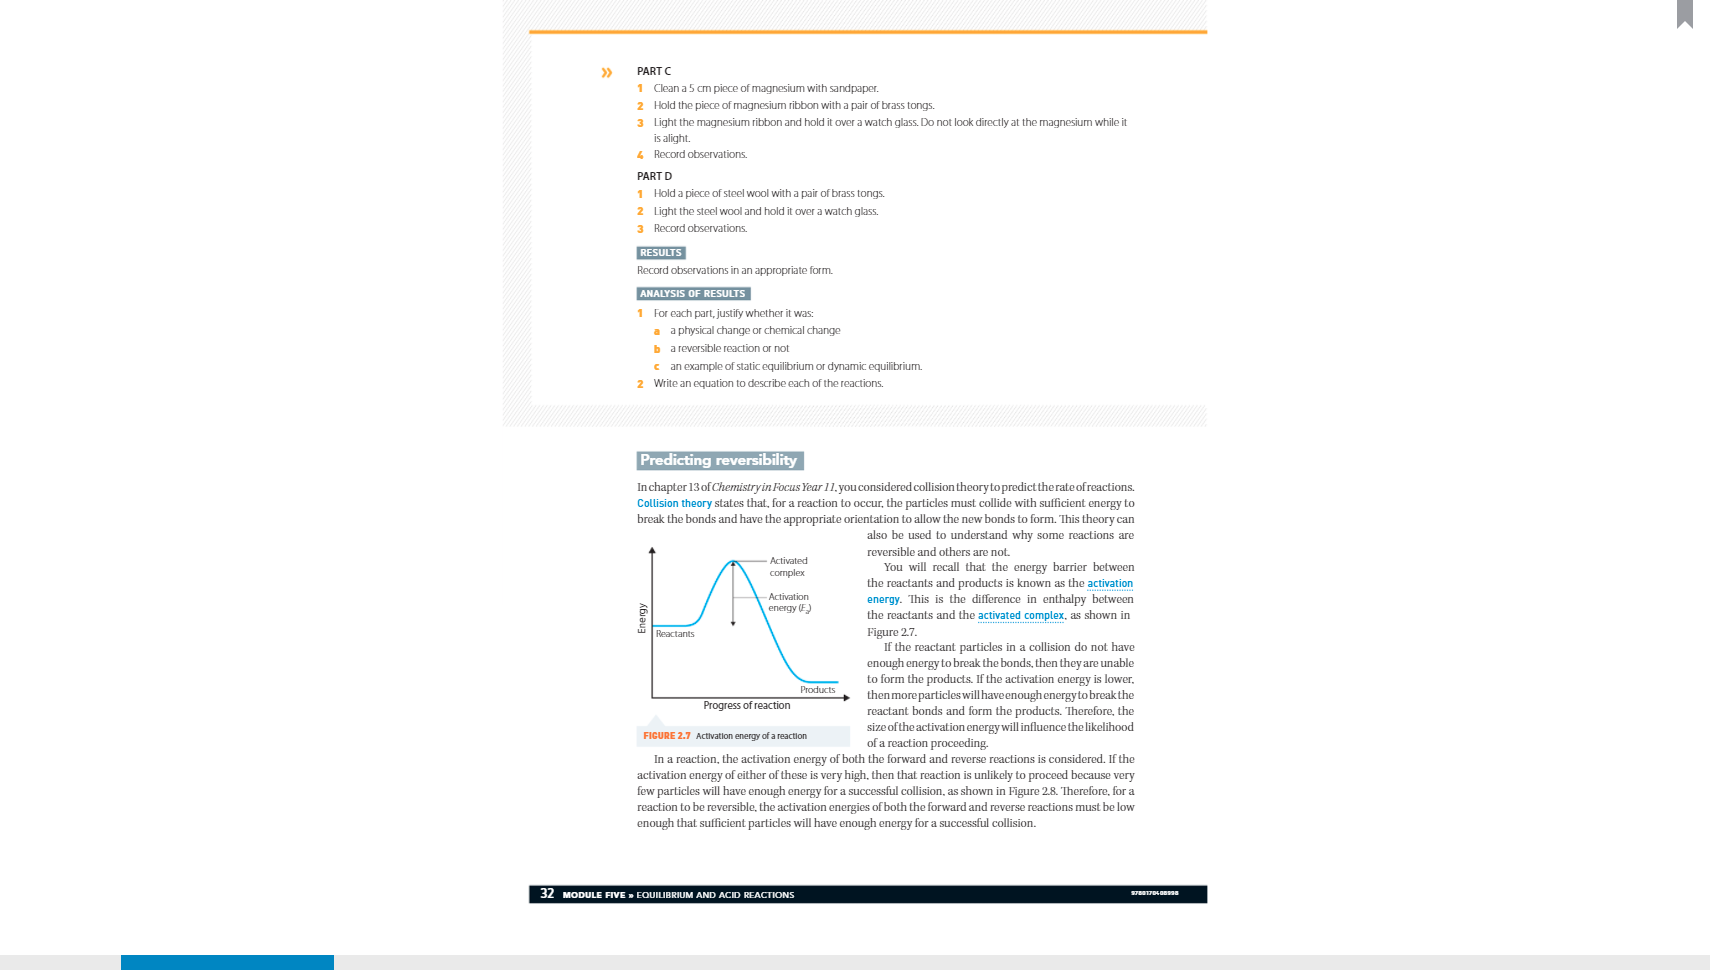 » PART C
1 Clean a 5 cm piece of magnesium with sandpaper.
2 Hold the piece of magnesium ribbon with a pair of brass tongs.
3 Light the magnesium ribbon and hold it over a watch glass. Do not look directly at the magnesium while it
is alight.
4 Record observations.
PART D
1 Hold a piece of steel wool with a pair of brass tongs.
2 Light the steel wool and hold it over a watch glass.
3 Record observations.
RESULTS
Record observations in an appropriate form.
ANALYSIS OF RESULTS
1 For each part, justify whether it was:
a a physical change or chemical change
b a reversible reaction or not
c an example of static equilibrium or dynamic equilibrium.
2 Write an equation to describe each of the reactions.
Predicting reversibility
In chapter 13 of Chemistry in Focus Year 11, you considered collision theory to predict the rate of reactions.
Collision theory states that, for a reaction to occur, the particles must collide with sufficient energy to
break the bonds and have the appropriate orientation to allow the new bonds to form. This theory can
also be used to understand why some reactions are
reversible and others are not.
You will recall that the energy barrier between
the reactants and products is known as the activation
energy. This is the difference in enthalpy between
the reactants and the activated complex, as shown in
Figure 2.7.
If the reactant particles in a collision do not have
enough energy to break the bonds, then they are unable
to form the products. If the activation energy is lower,
then more particles will have enough energy to break the
reactant bonds and form the products. Therefore, the
size of the activation energy will influence the likelihood
of a reaction proceeding.
Energy
Activated
complex
Activation
energy (Ea)
Reactants
Products
Progress of reaction
FIGURE 2.7 Activation energy of a reaction
In a reaction, the activation energy of both the forward and reverse reactions is considered. If the
activation energy of either of these is very high, then that reaction is unlikely to proceed because very
few particles will have enough energy for a successful collision, as shown in Figure 2.8. Therefore, for a
reaction to be reversible, the activation energies of both the forward and reverse reactions must be low
enough that sufficient particles will have enough energy for a successful collision.
32 MODULE FIVE » EQUILIBRIUM AND ACID REACTIONS
9780170408998